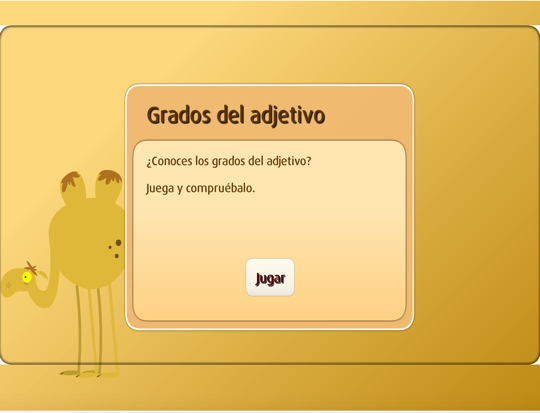 Grados del adjetivo
¿Conoces los grados del adjetivo?
Juega y compruébalo.
Jugar